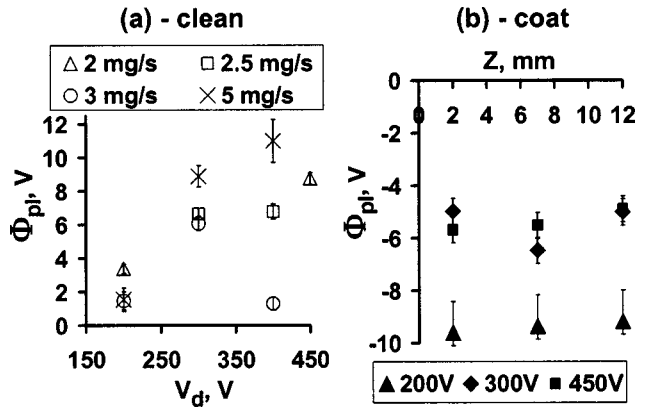 (a) - clean
△ 2 mg/s □ 2.5 mg/s
○ 3 mg/s × 5 mg/s
12
10
8
6
4
2
0
Φpl, V
150 250 350 450
Vd, V
(b) - coat
Z, mm
0 2 4 6 8 10 12
0
-2
-4
-6
-8
-10
Φpl, V
▲ 200V ◆ 300V ■ 450V